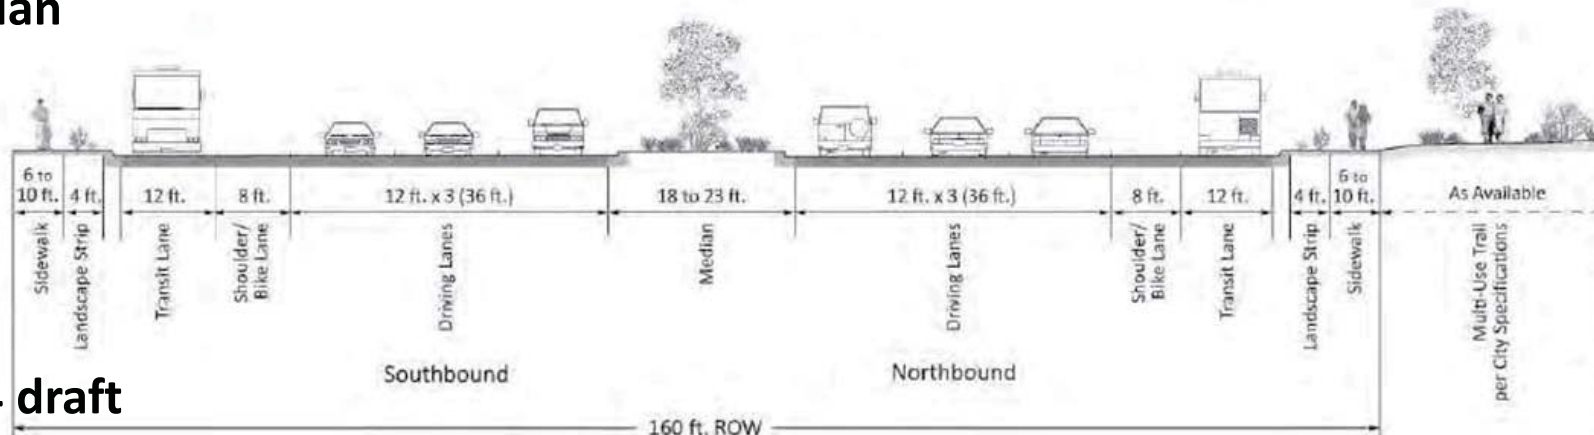 6 to
10 ft.
4 ft.
12 ft.
8 ft.
12 ft. x 3 (36 ft.)
18 to 23 ft.
12 ft. x 3 (36 ft.)
8 ft.
12 ft.
4 ft.
6 to
10 ft.
As Available
Sidewalk
Landscape Strip
Transit Lane
Shoulder/
Bike Lane
Driving Lanes
Median
Driving Lanes
Shoulder/
Bike Lane
Transit Lane
Landscape Strip
Sidewalk
Multi-Use Trail
per City Specifications
Southbound
Northbound
draft
160 ft. ROW